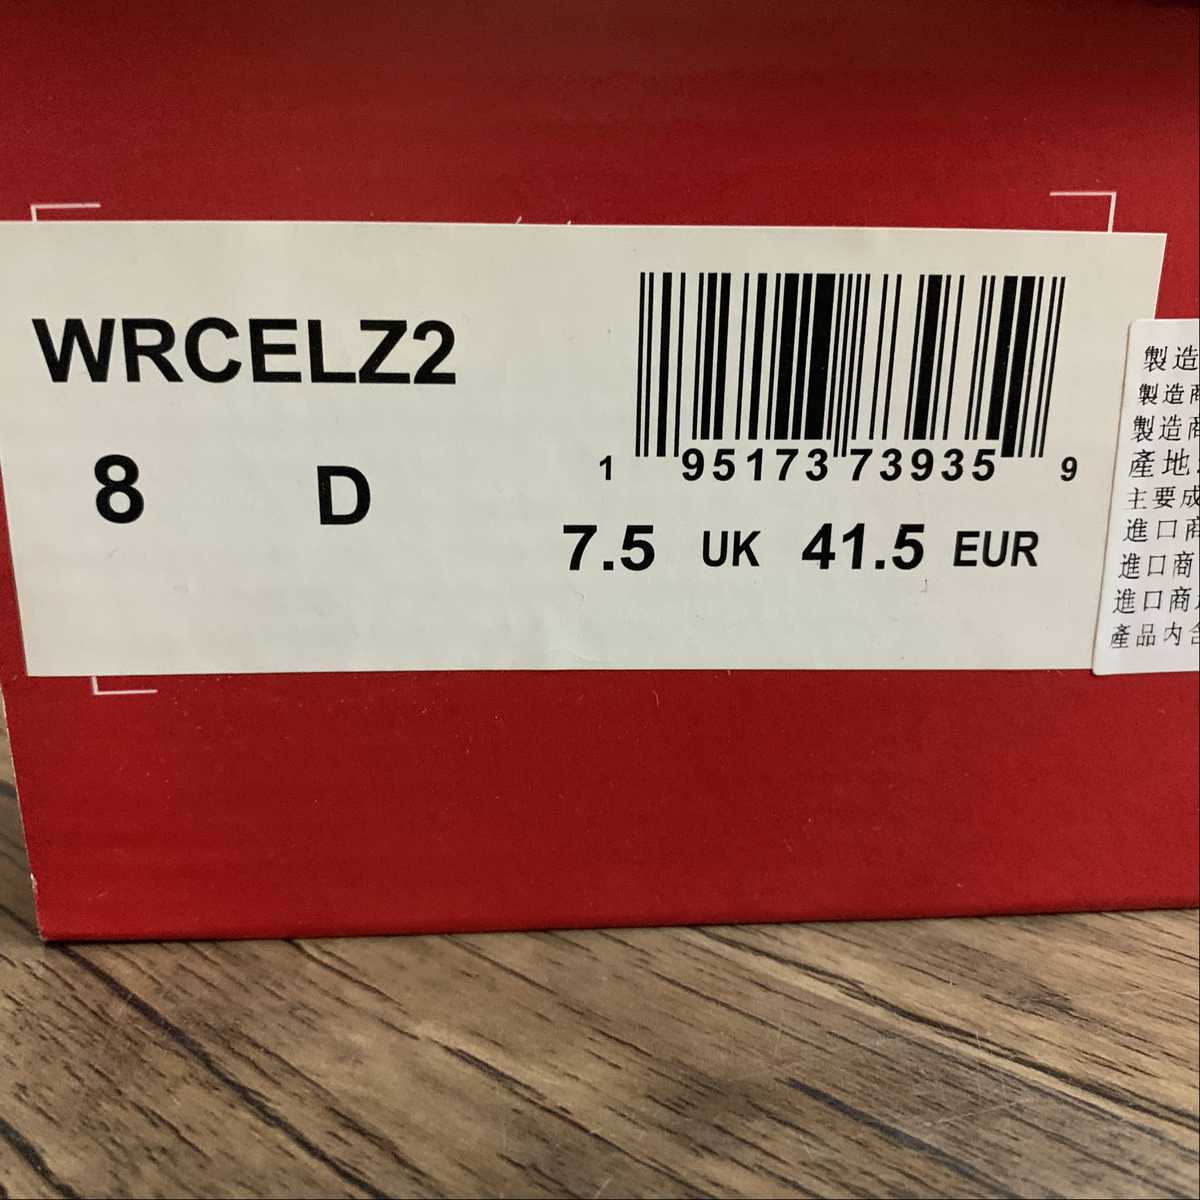 WRCELZ2
8 D
1 95173 73935 9
7.5 UK 41.5 EUR
製造
製造商
製造商
產地:
主要成
進口商
進口商
進口商
產品內含